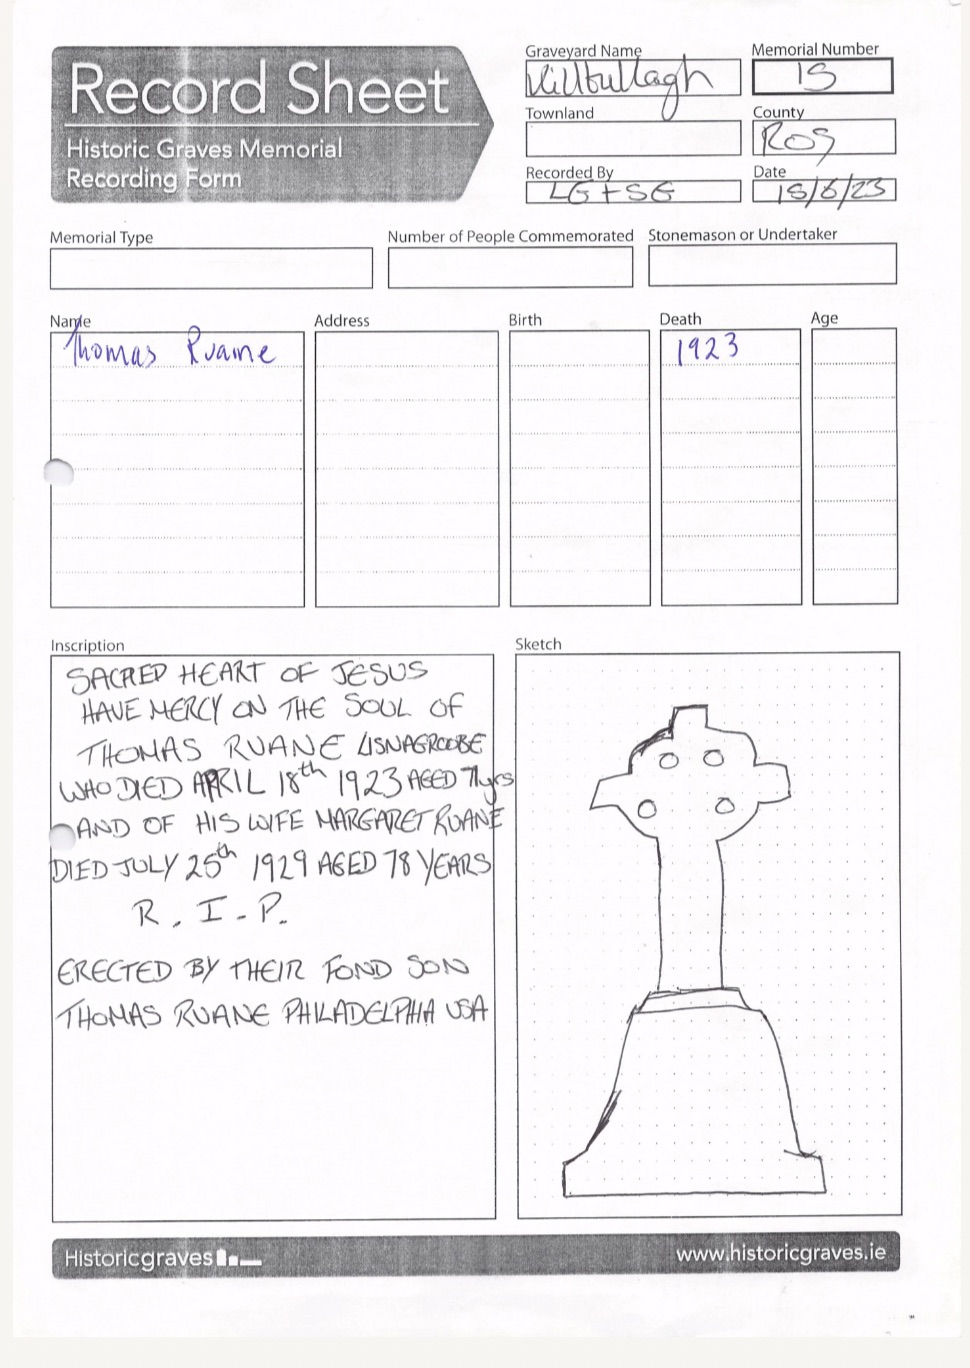 Record Sheet
Historic Graves Memorial
Recording Form
Graveyard Name
Killtullagh
Memorial Number
15
Townland
County
ROS
Recorded By
LG + SG
Date
15/6/23
Memorial Type
Number of People Commemorated
Stonemason or Undertaker
Name
Address
Birth
Death
Age
Thomas Ruane 1923
Inscription
SACRED HEART OF JESUS
HAVE MERCY ON THE SOUL OF
THOMAS RUANE LISNAGROOBE
WHO DIED APRIL 18th 1923 AGED 71yrs
AND OF HIS WIFE MARGARET RUANE
DIED JULY 25th 1929 AGED 78 YEARS
R. I. P.
ERECTED BY THEIR FOND SON
THOMAS RUANE PHILADELPHIA USA
Sketch
Historicgraves
www.historicgraves.ie